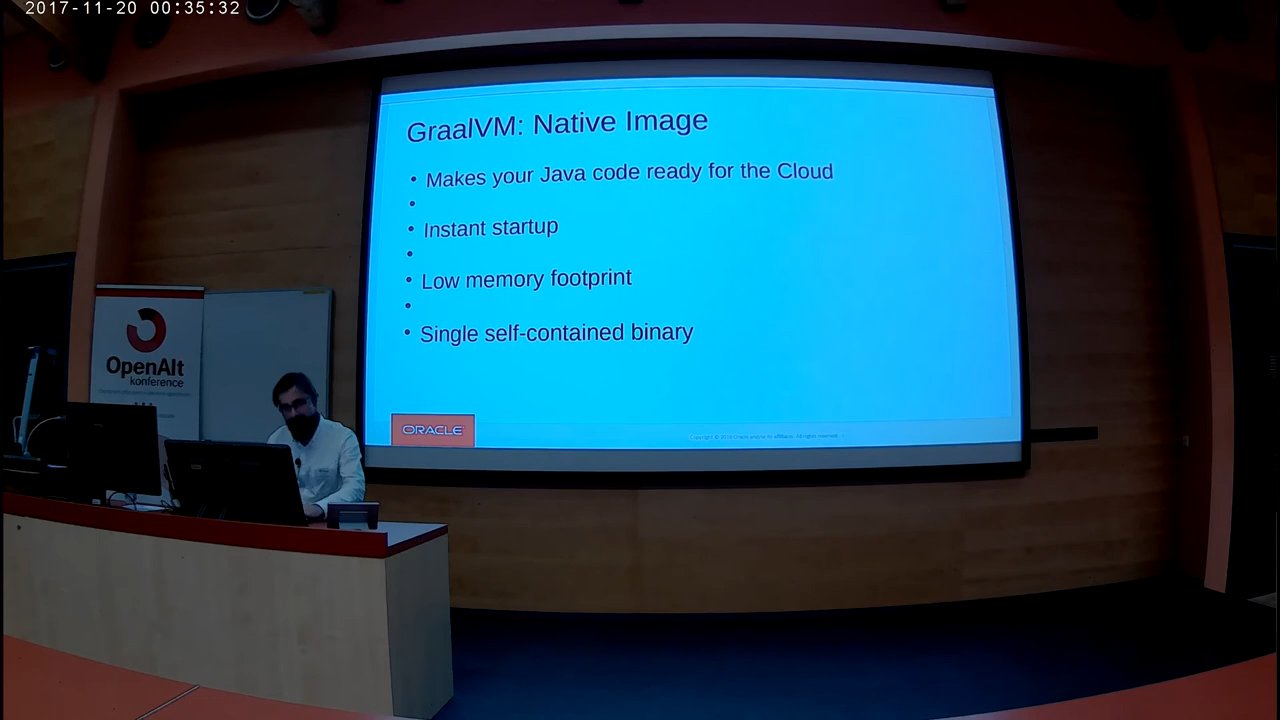 2017-11-20 00:35:32
GraalVM: Native Image
• Makes your Java code ready for the Cloud
•
• Instant startup
•
• Low memory footprint
•
• Single self-contained binary
OpenAlt
konference
ORACLE